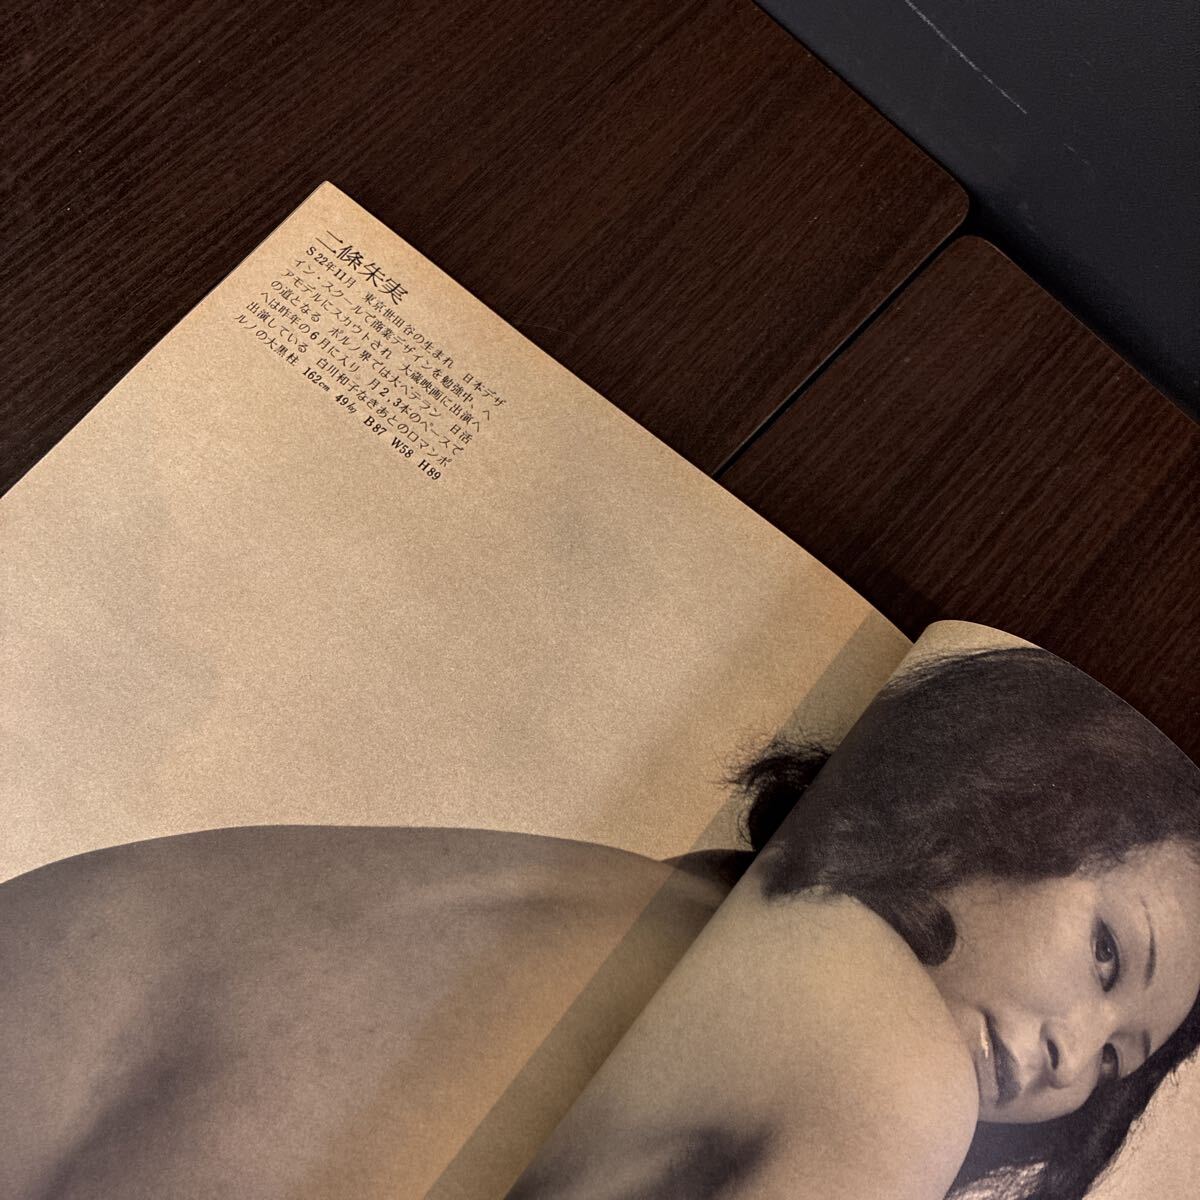 二條朱実
S22年11月 東京世田谷の生まれ 日本デザ
イン・スクールで商業デザインを勉強中、ヘ
アモデルにスカウトされ 大蔵映画に出演へ
の道となる ポルノ界では大ベテラン 日活
へは昨年の6月に入り 月2,3本のペースで
出演している 白川和子なきあとのロマンポ
ルノの大黒柱 162cm 49kg B87 W58 H89